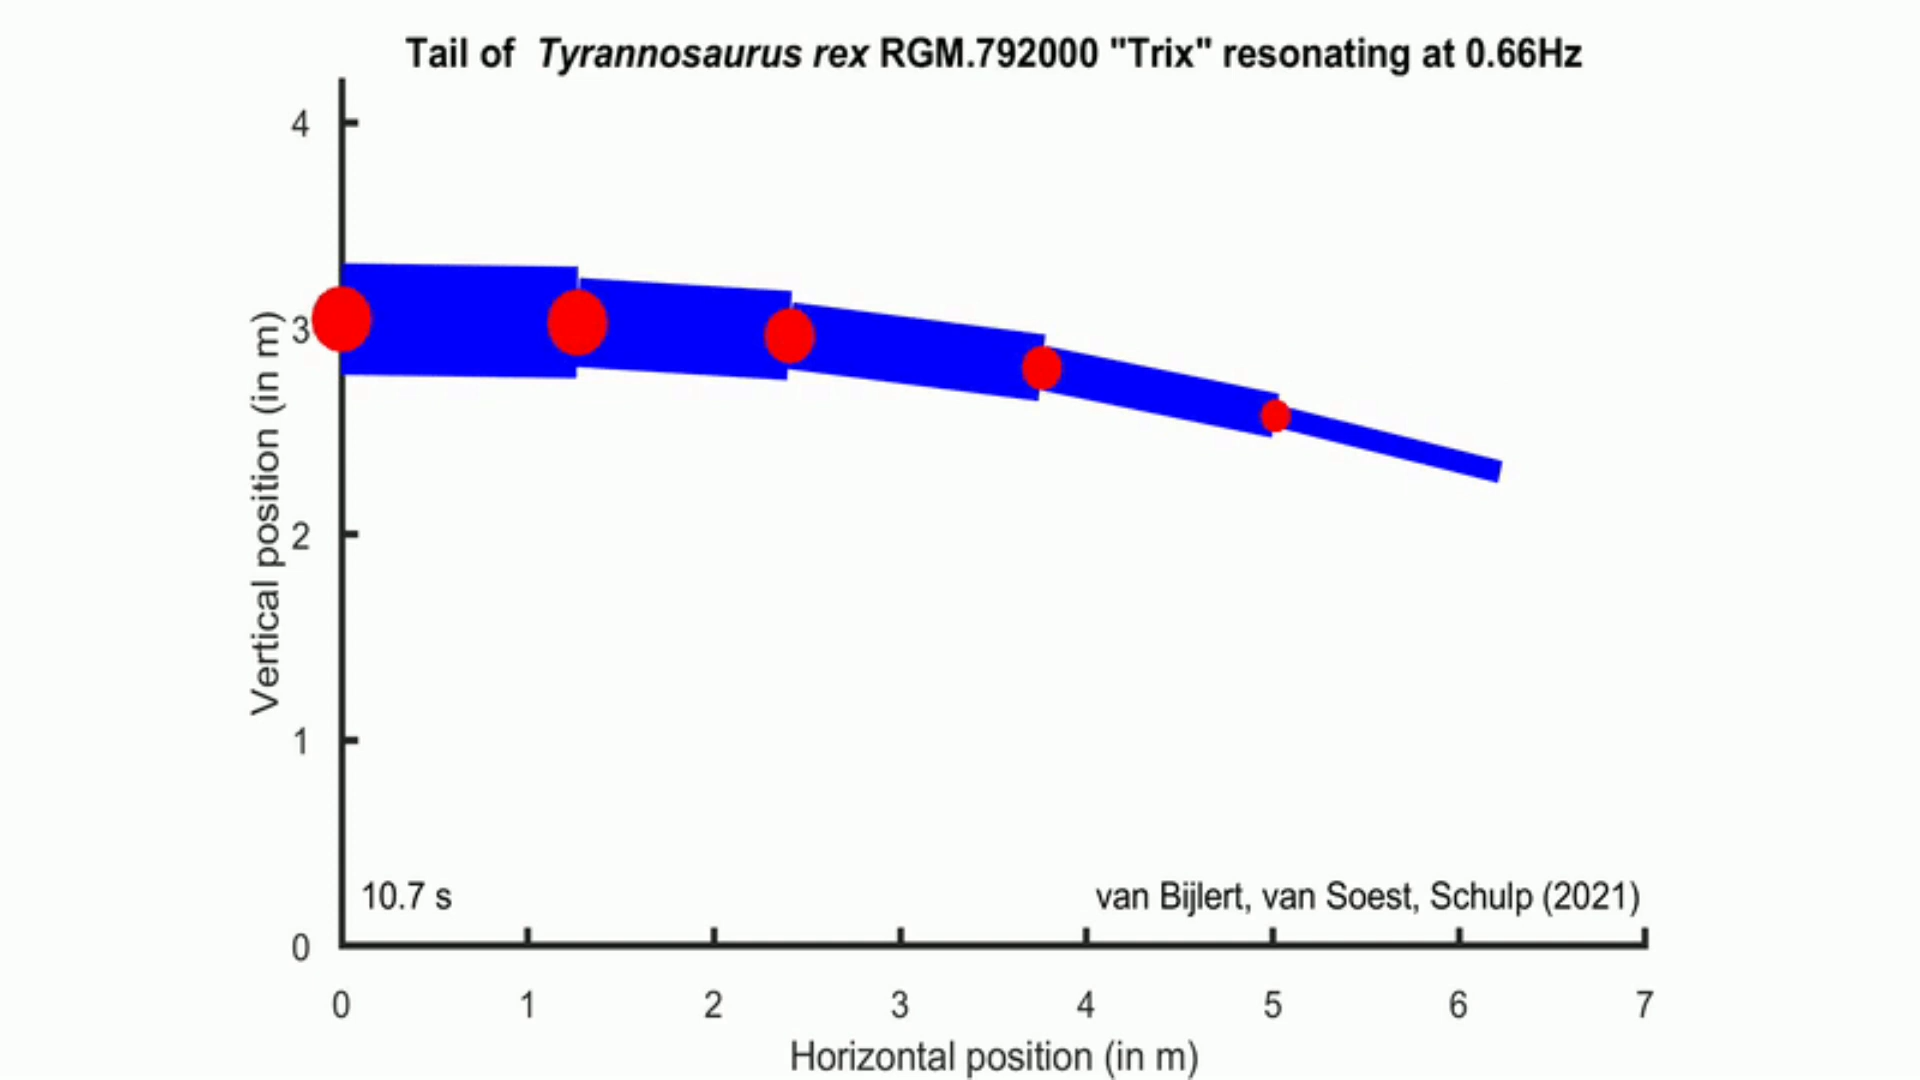 Tail of Tyrannosaurus rex RGM.792000 "Trix" resonating at 0.66Hz
4
3
2
1
0
Vertical position (in m)
10.7 s
van Bijlert, van Soest, Schulp (2021)
0 1 2 3 4 5 6 7
Horizontal position (in m)